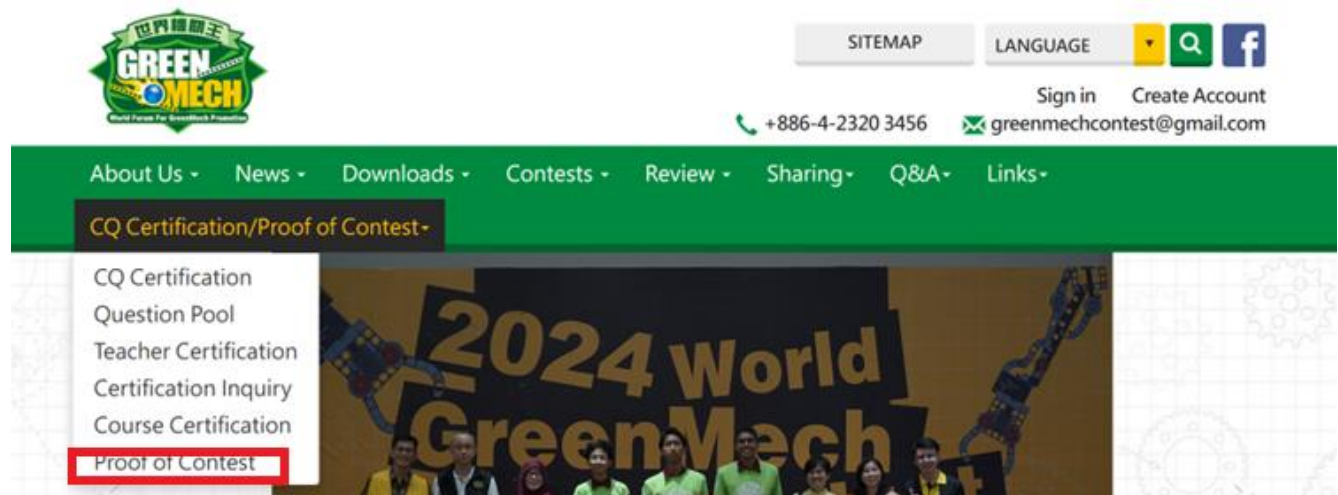 世界機關王
GREEN
MECH
World Forum For GreenMech Promotion
SITEMAP
LANGUAGE
Sign in Create Account
+886-4-2320 3456 greenmechcontest@gmail.com
About Us News Downloads Contests Review Sharing Q&A Links
CQ Certification/Proof of Contest
CQ Certification
Question Pool
Teacher Certification
Certification Inquiry
Course Certification
Proof of Contest
2024 World
GreenMech